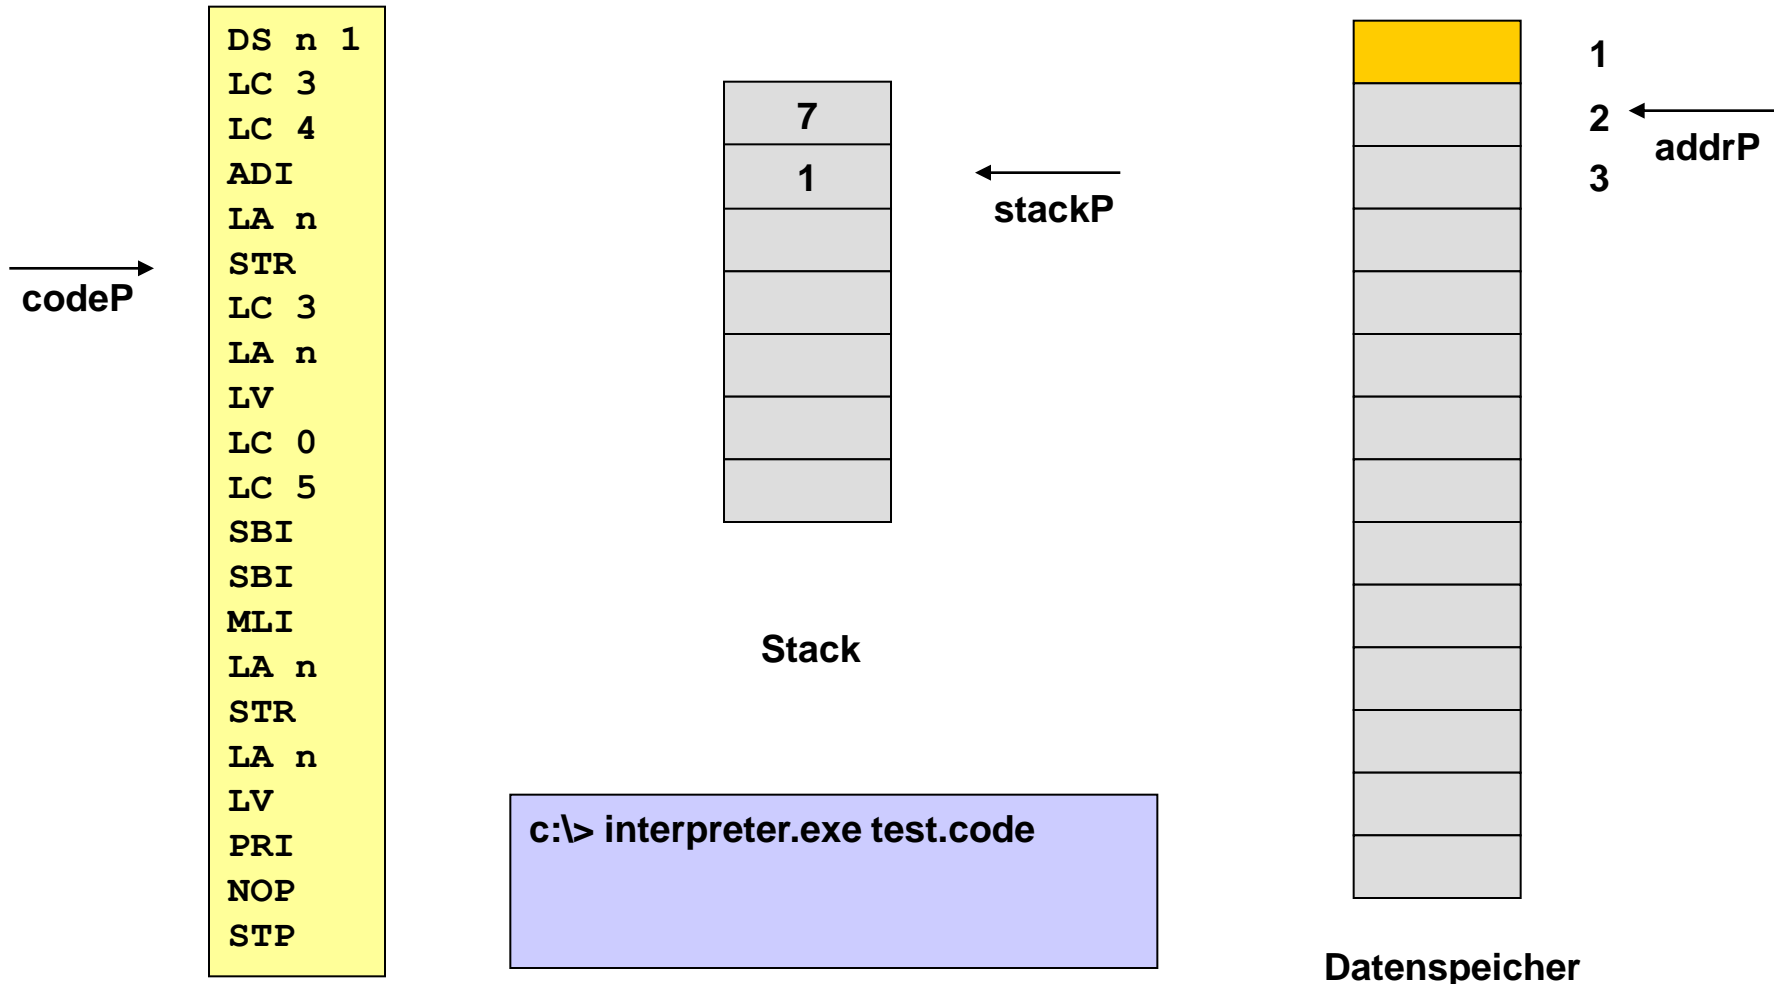 codeP
DS n 1
LC 3
LC 4
ADI
LA n
STR
LC 3
LA n
LV
LC 0
LC 5
SBI
SBI
MLI
LA n
STR
LA n
LV
PRI
NOP
STP
7
1
stackP
Stack
c:\> interpreter.exe test.code
1
2
3
addrP
Datenspeicher